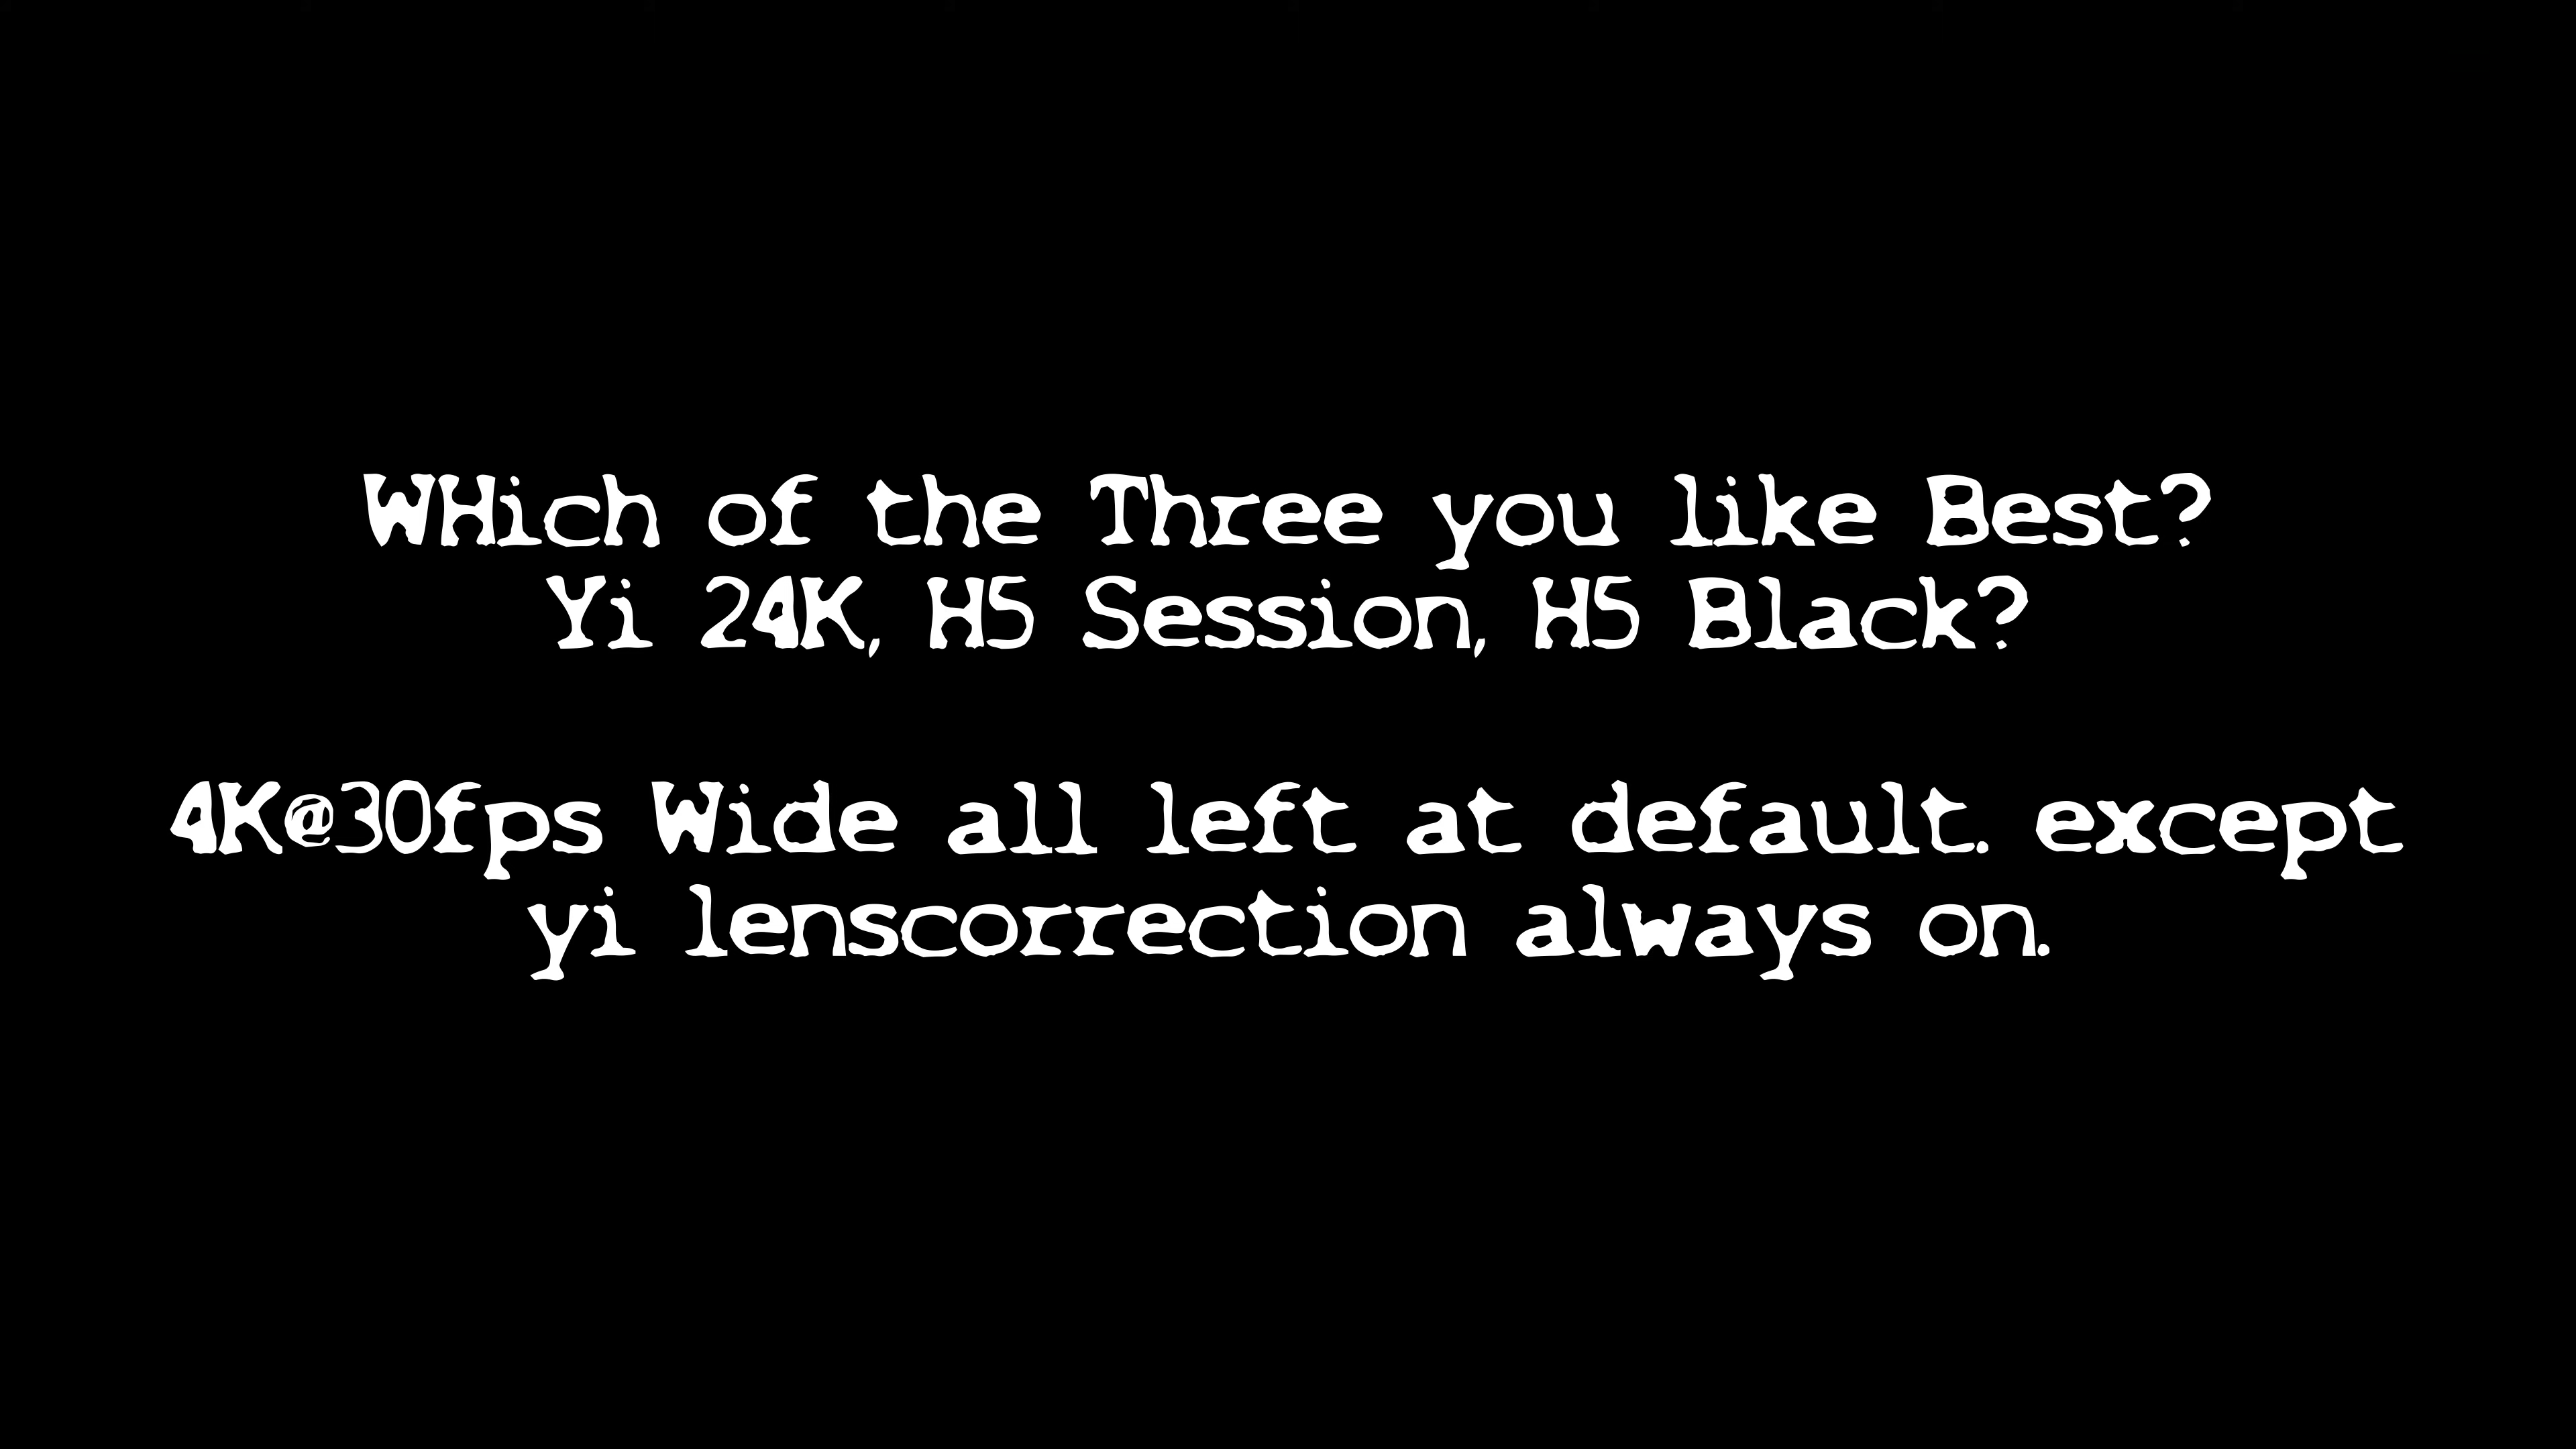 WHich of the Three you like Best?
Yi 24K, H5 Session, H5 Black?
4K@30fps Wide all left at default. except
yi lenscorrection always on.